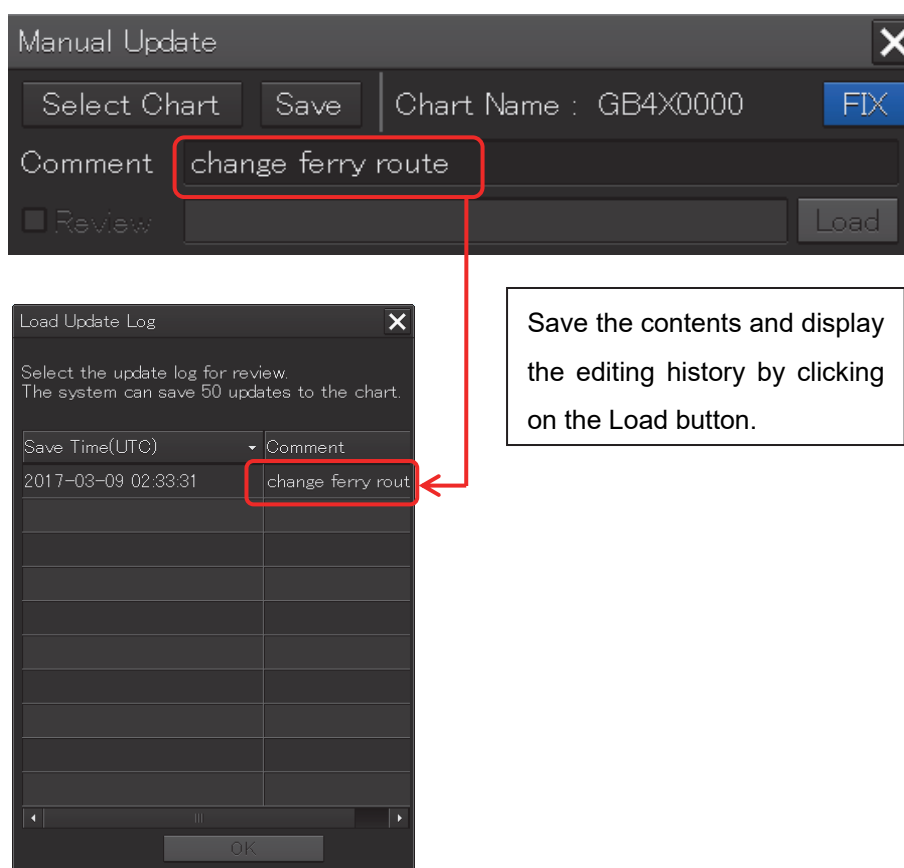 Manual Update
Select Chart Save Chart Name : GB4X0000 FIX
Comment change ferry route
Review Load
Load Update Log
Select the update log for review.
The system can save 50 updates to the chart.
Save Time(UTC) Comment
2017-03-09 02:33:31 change ferry rout
OK
Save the contents and display
the editing history by clicking
on the Load button.